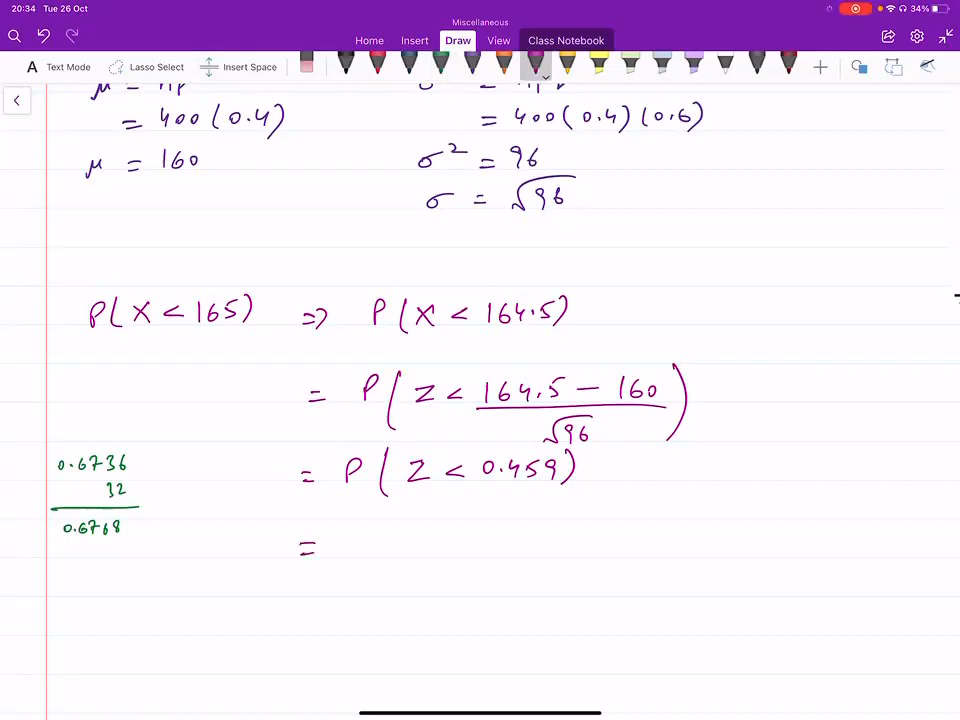 20:34 Tue 26 Oct
34%
Miscellaneous
Home Insert Draw View Class Notebook
A Text Mode Lasso Select Insert Space
μ = np
= 400(0.4)
= 400(0.4)(0.6)
μ = 160
σ² = 96
σ = √96
P(X < 165) => P(X < 164.5)
= P(Z < (164.5 - 160)/√96)
= P(Z < 0.459)
0.6736
32
0.6768
=